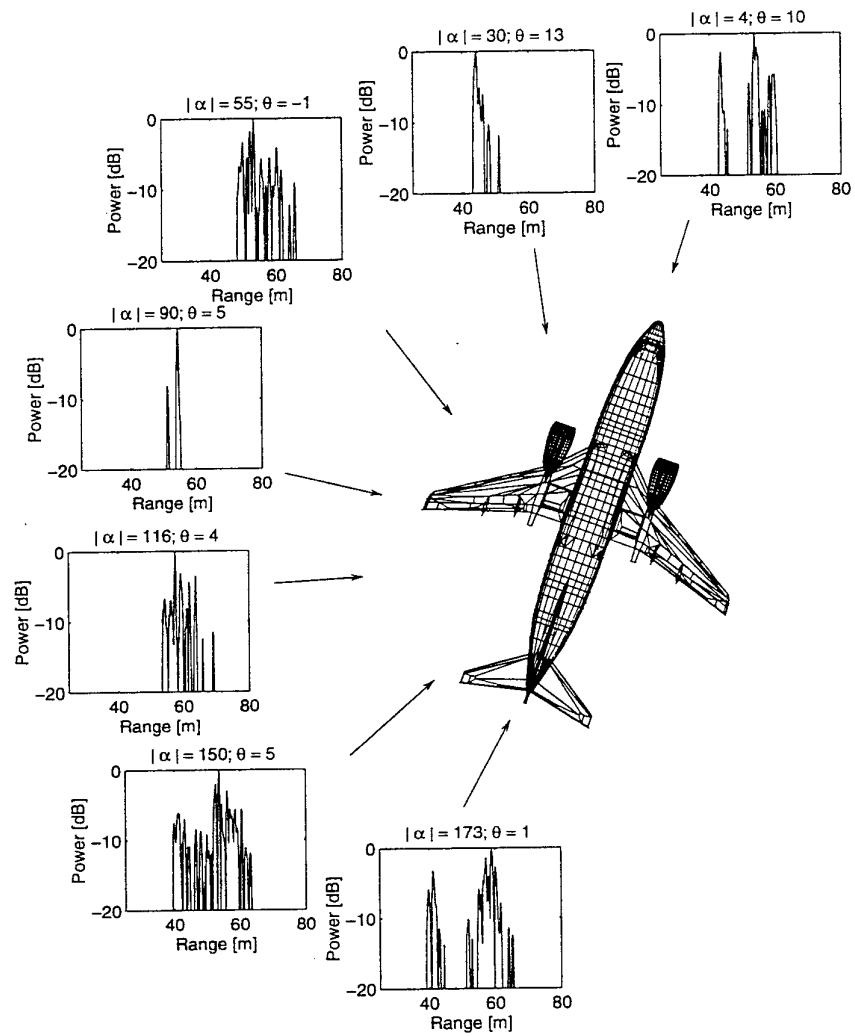 | α | = 4; θ = 10
0
−10
−20
Power [dB]
40 60 80
Range [m]
| α | = 30; θ = 13
0
−10
−20
Power [dB]
40 60 80
Range [m]
| α | = 55; θ = −1
0
−10
−20
Power [dB]
40 60 80
Range [m]
| α | = 90; θ = 5
0
−10
−20
Power [dB]
40 60 80
Range [m]
| α | = 116; θ = 4
0
−10
−20
Power [dB]
40 60 80
Range [m]
| α | = 150; θ = 5
0
−10
−20
Power [dB]
40 60 80
Range [m]
| α | = 173; θ = 1
0
−10
−20
Power [dB]
40 60 80
Range [m]